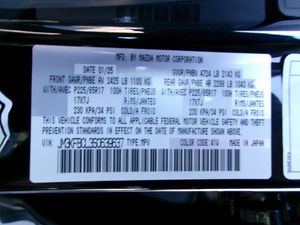 MFD. BY MAZDA MOTOR CORPORATION
DATE 01/25 GVWR/PNBV 4724 LB 2143 KG
FRONT GAWR/PNBE AV 2425 LB 1100 KG REAR GAWR/PNBE AR 2299 LB 1043 KG
WITH/AVEC P225/65R17 100H TIRES/PNEUS WITH/AVEC P225/65R17 100H TIRES/PNEUS
17X7J RIMS/JANTES 17X7J RIMS/JANTES
230 KPA/34 PSI COLD/A FROID 230 KPA/34 PSI COLD/A FROID
THIS VEHICLE CONFORMS TO ALL APPLICABLE U.S. FEDERAL MOTOR VEHICLE
SAFETY, BUMPER, AND THEFT
PREVENTION STANDARDS IN EFFECT ON THE DATE OF MANUFACTURE SHOWN ABOVE.
VIN: TYPE:MPV COLOR CODE:41W MADE IN JAPAN